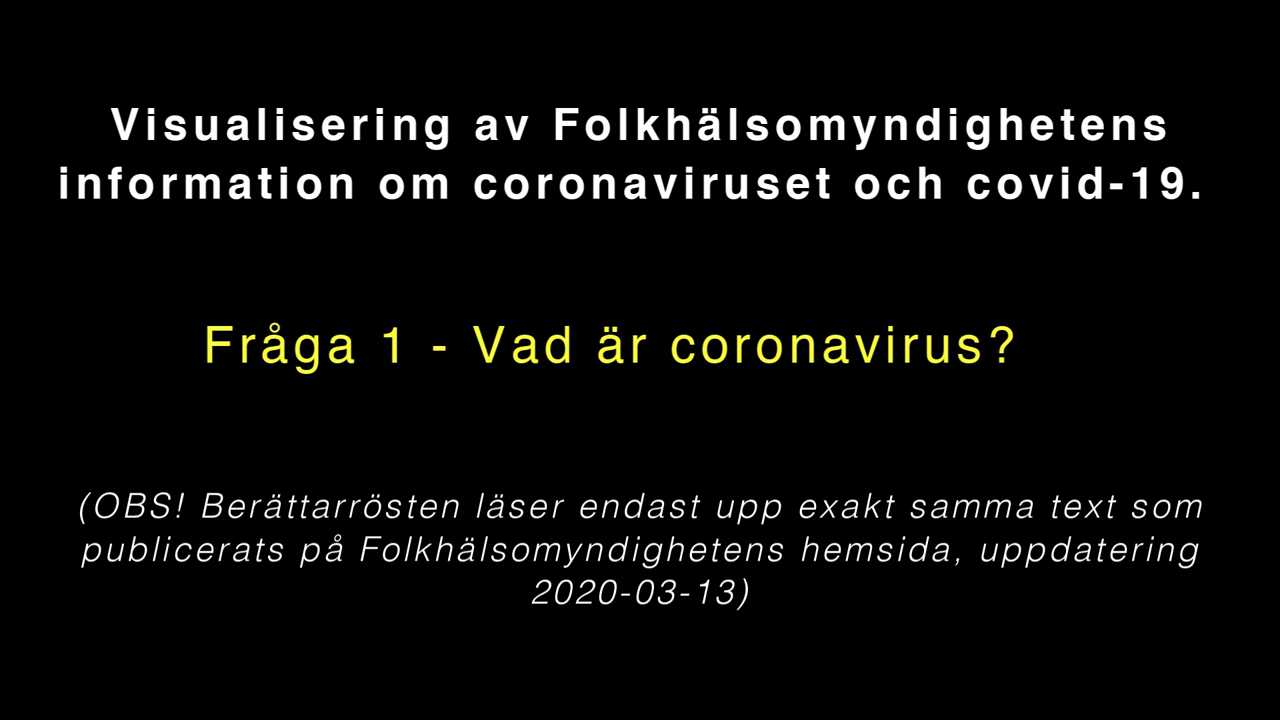 Visualisering av Folkhälsomyndighetens
information om coronaviruset och covid-19.
Fråga 1 - Vad är coronavirus?
(OBS! Berättarrösten läser endast upp exakt samma text som
publicerats på Folkhälsomyndighetens hemsida, uppdatering
2020-03-13)